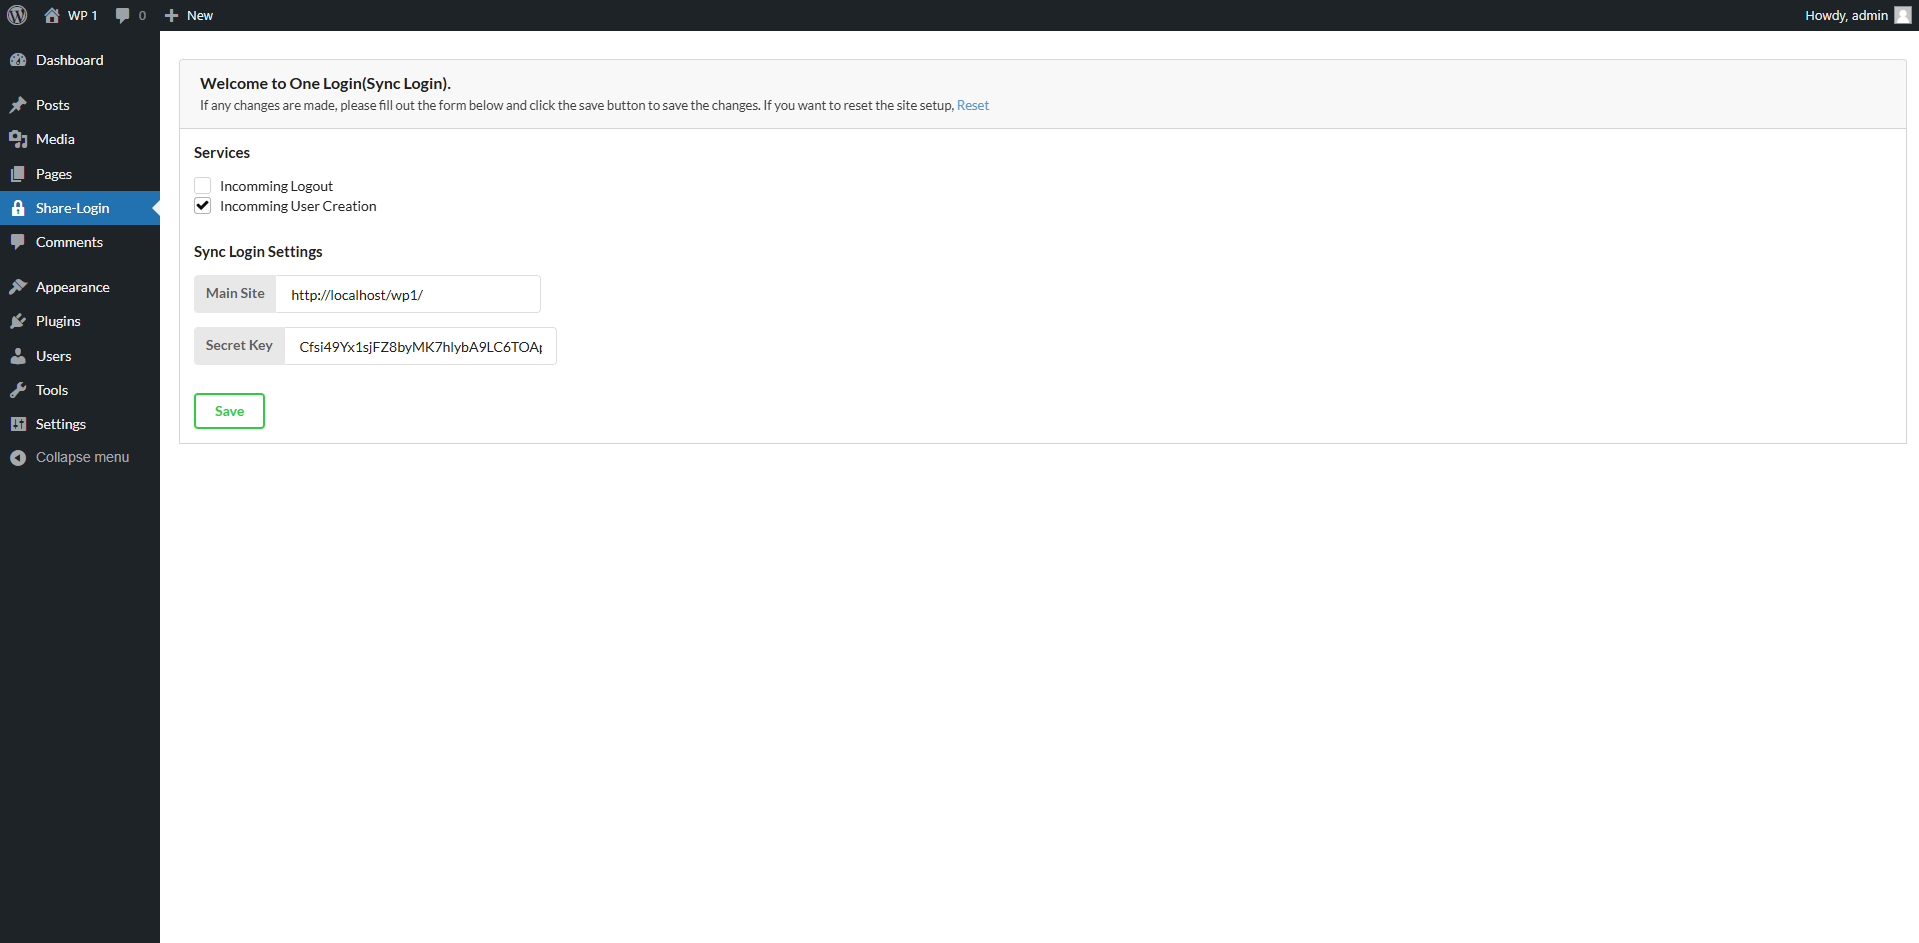 WP 1
0
New
Howdy, admin
Dashboard
Posts
Media
Pages
Share-Login
Comments
Appearance
Plugins
Users
Tools
Settings
Collapse menu
Welcome to One Login(Sync Login).
If any changes are made, please fill out the form below and click the save button to save the changes. If you want to reset the site setup, Reset
Services
Incomming Logout
Incomming User Creation
Sync Login Settings
Main Site http://localhost/wp1/
Secret Key Cfsi49Yx1sjFZ8byMK7hlybA9LC6TOAp
Save